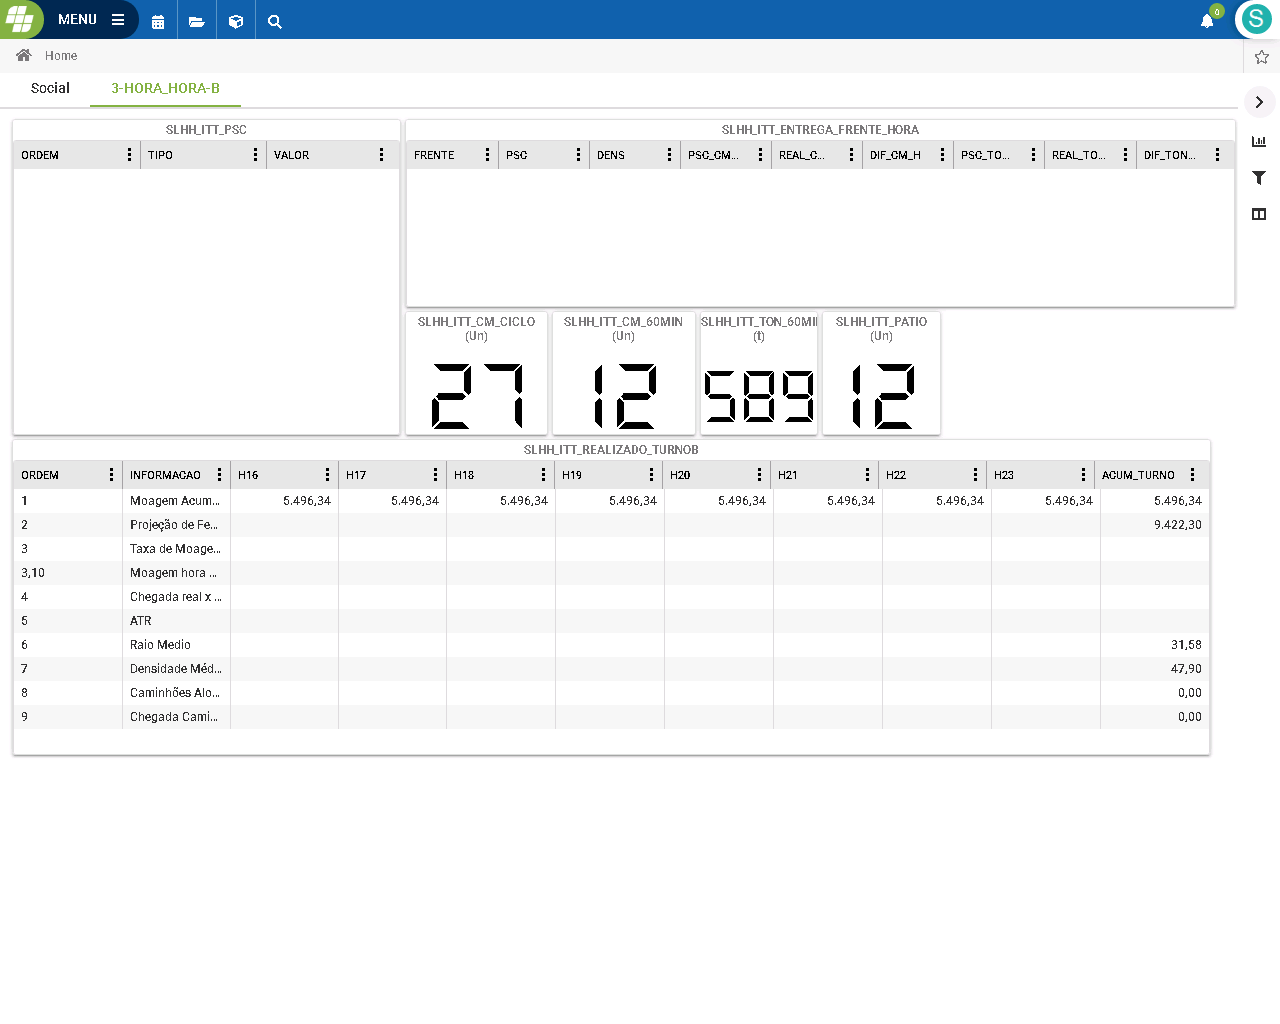 MENU
0
S
Home
Social 3-HORA_HORA-B
SLHH_ITT_PSC
ORDEM TIPO VALOR
SLHH_ITT_ENTREGA_FRENTE_HORA
FRENTE PSC DENS PSC_CM... REAL_C... DIF_CM_H PSC_TO... REAL_TO... DIF_TON...
SLHH_ITT_CM_CICLO
(Un)
27
SLHH_ITT_CM_60MIN
(Un)
12
SLHH_ITT_TON_60MI
(t)
589
SLHH_ITT_PATIO
(Un)
12
SLHH_ITT_REALIZADO_TURNOB
ORDEM INFORMACAO H16 H17 H18 H19 H20 H21 H22 H23 ACUM_TURNO
1 Moagem Acum... 5.496,34 5.496,34 5.496,34 5.496,34 5.496,34 5.496,34 5.496,34 5.496,34 5.496,34
2 Projeção de Fe... 9.422,30
3 Taxa de Moage...
3,10 Moagem hora ...
4 Chegada real x ...
5 ATR
6 Raio Medio 31,58
7 Densidade Méd... 47,90
8 Caminhões Alo... 0,00
9 Chegada Cami... 0,00